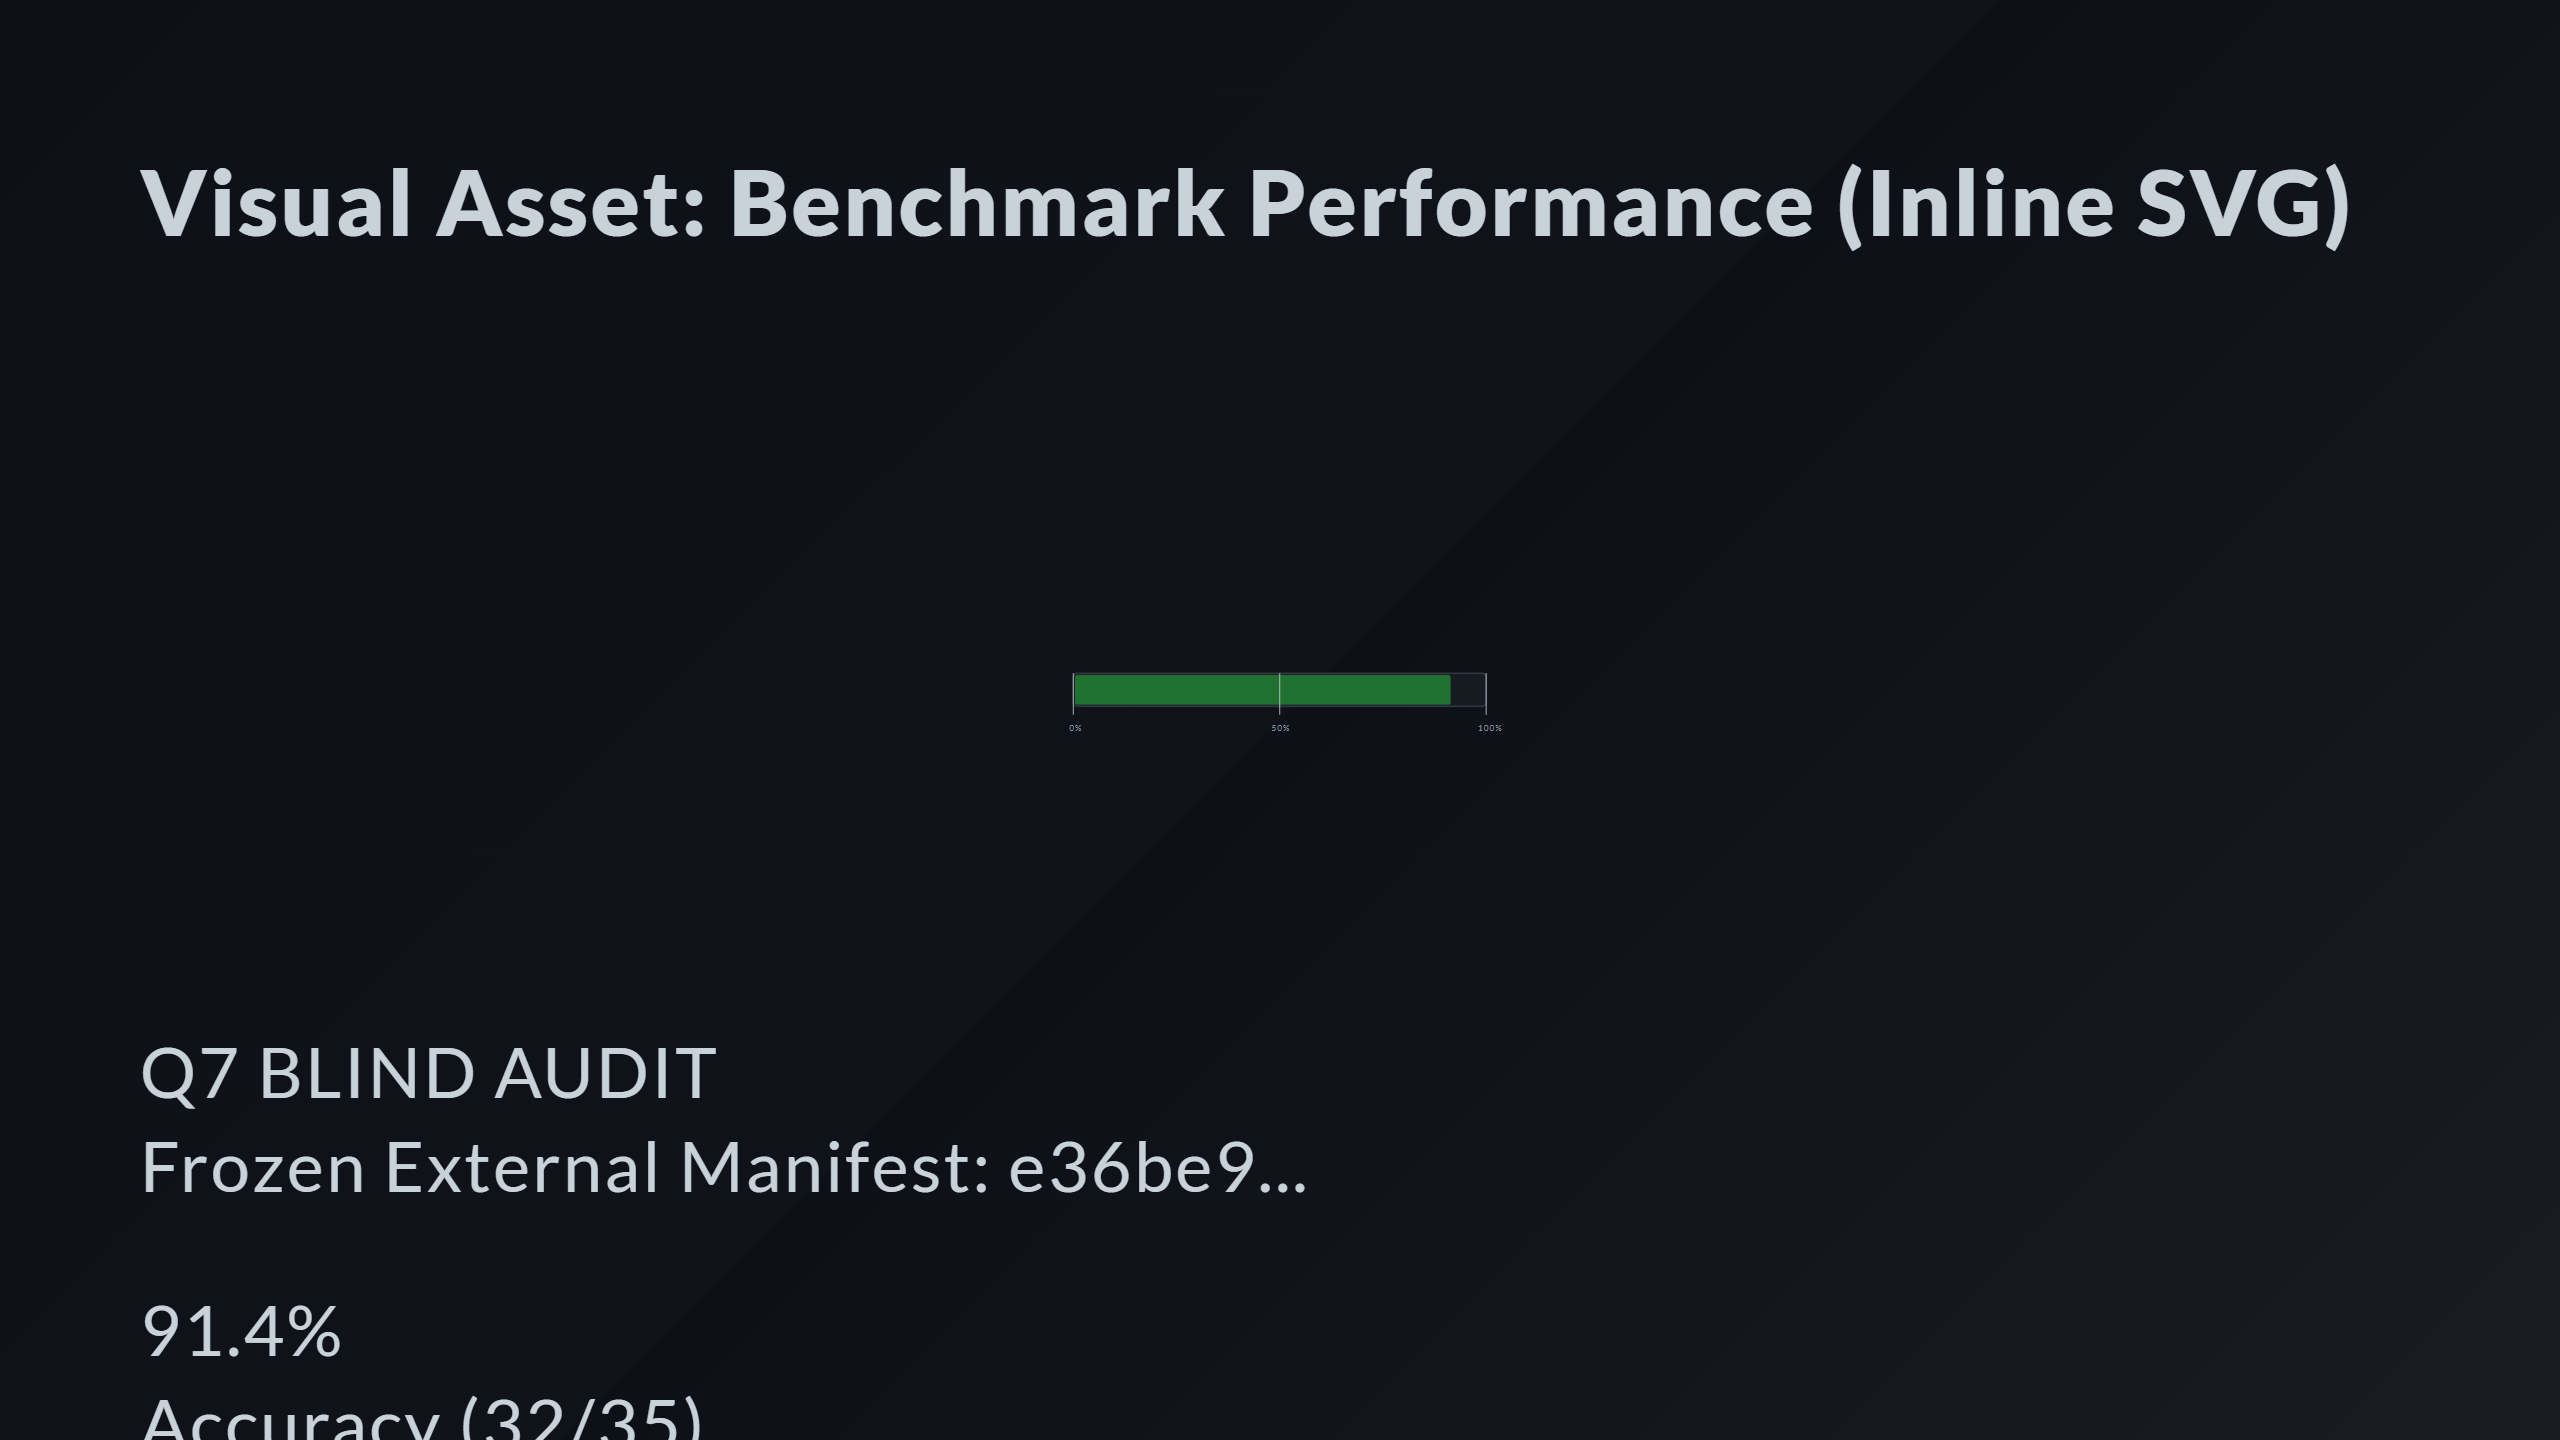 Visual Asset: Benchmark Performance (Inline SVG)
0% 50% 100%
Q7 BLIND AUDIT
Frozen External Manifest: e36be9...
91.4%
Accuracy (32/35)